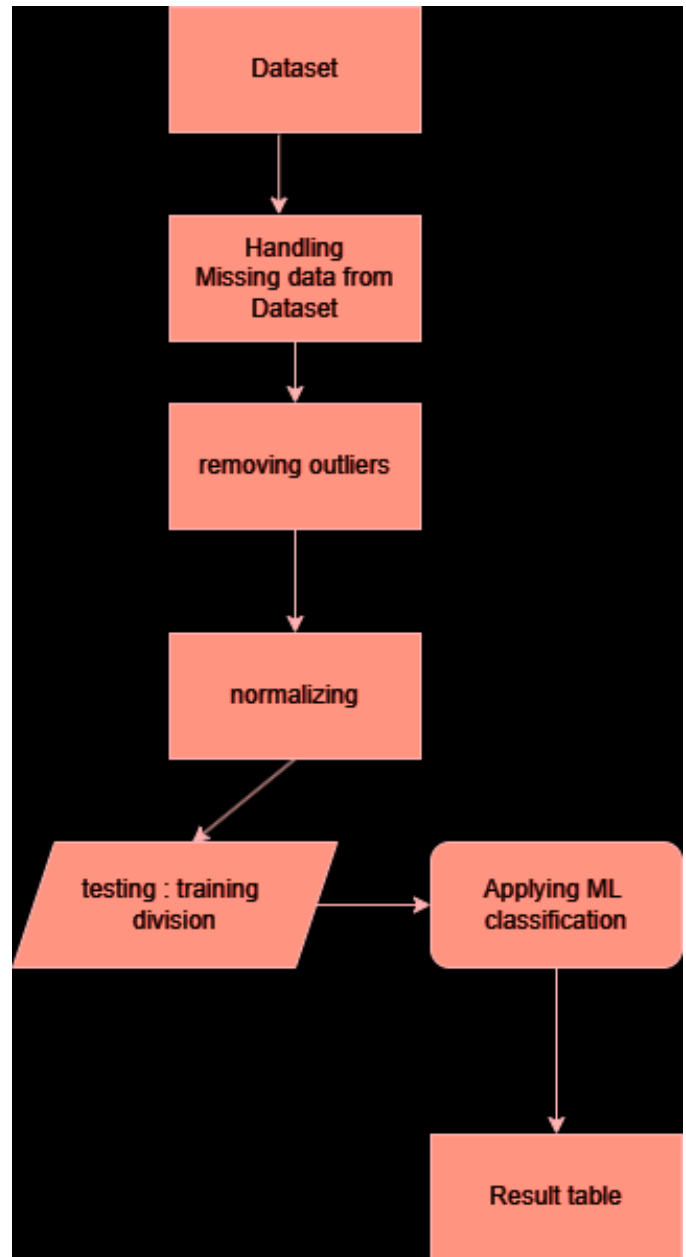 Dataset
Handling
Missing data from
Dataset
removing outliers
normalizing
testing : training
division
Applying ML
classification
Result table